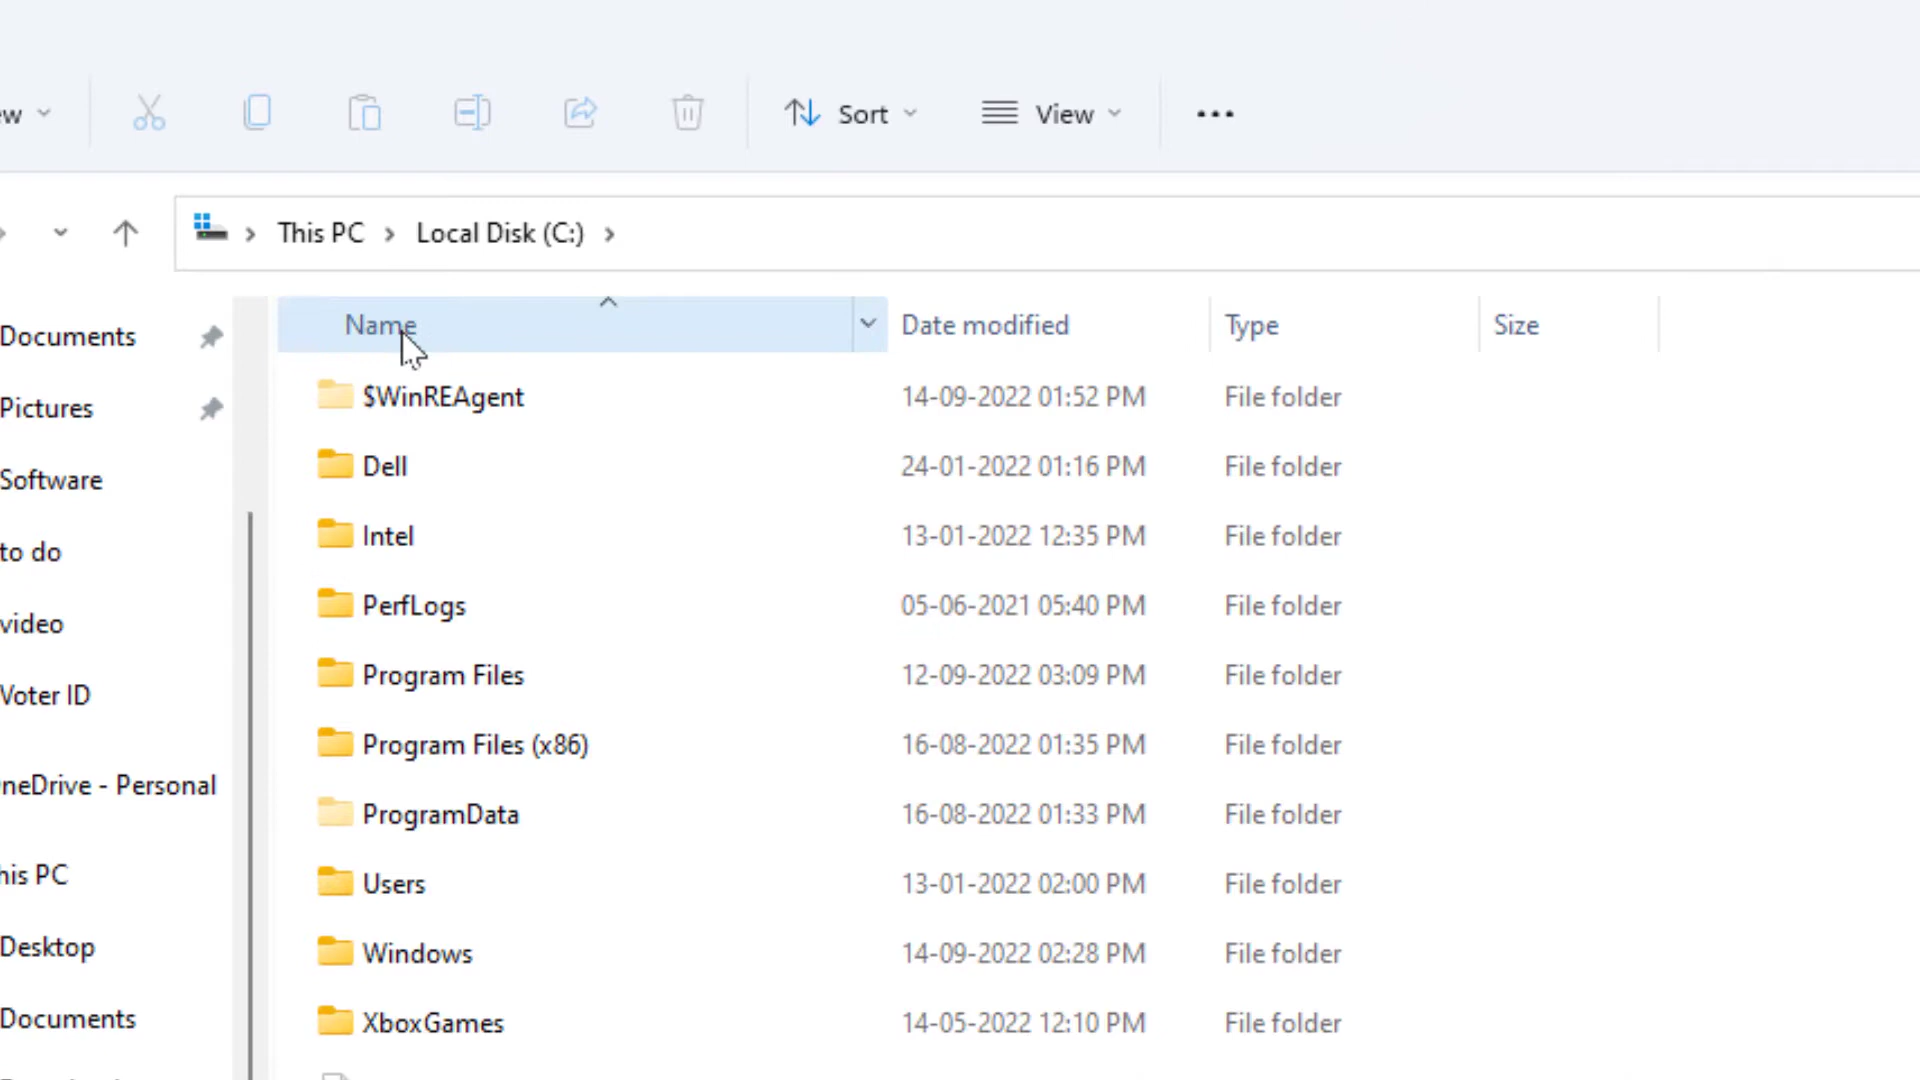 ew
Sort
View
This PC
Local Disk (C:)
Name
Date modified
Type
Size
Documents
Pictures
Software
to do
video
Voter ID
neDrive - Personal
his PC
Desktop
Documents
$WinREAgent 14-09-2022 01:52 PM File folder
Dell 24-01-2022 01:16 PM File folder
Intel 13-01-2022 12:35 PM File folder
PerfLogs 05-06-2021 05:40 PM File folder
Program Files 12-09-2022 03:09 PM File folder
Program Files (x86) 16-08-2022 01:35 PM File folder
ProgramData 16-08-2022 01:33 PM File folder
Users 13-01-2022 02:00 PM File folder
Windows 14-09-2022 02:28 PM File folder
XboxGames 14-05-2022 12:10 PM File folder